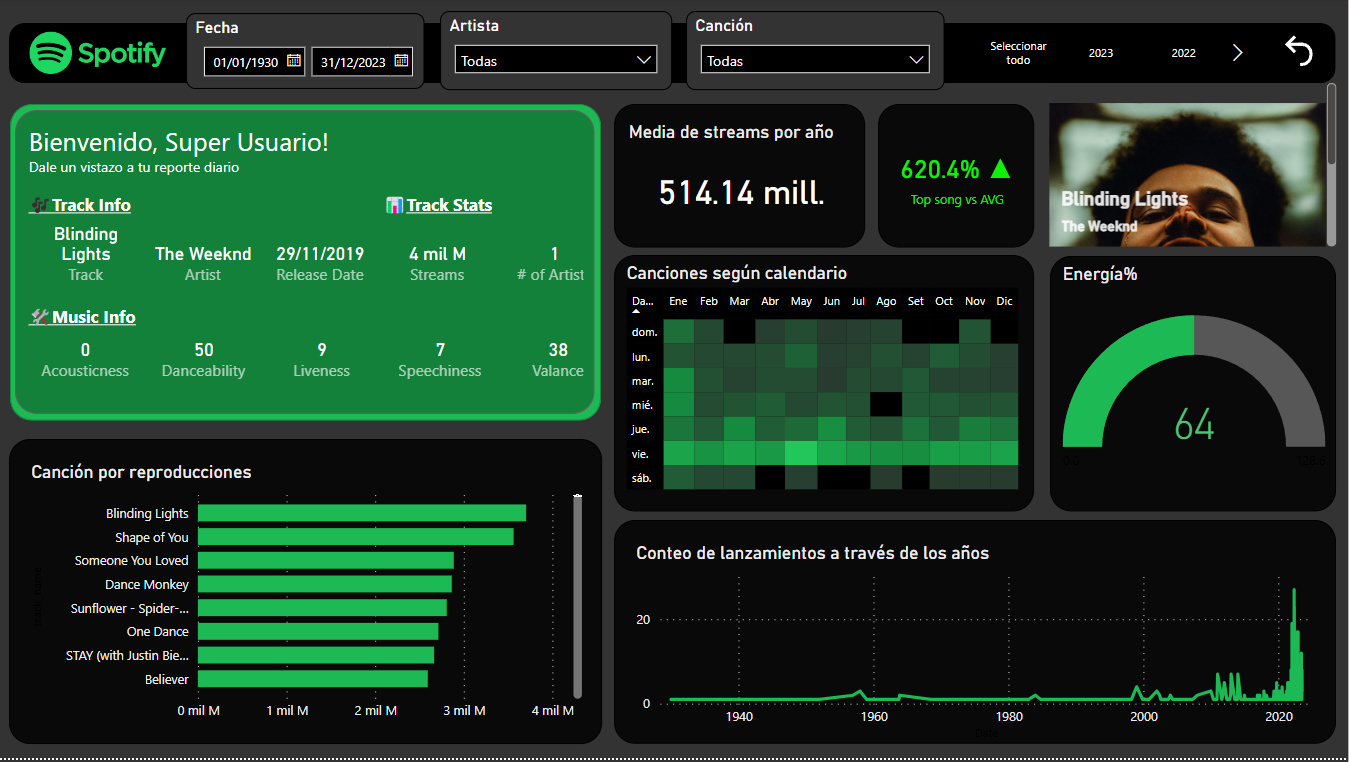 Spotify
Fecha
01/01/1930
31/12/2023
Artista
Todas
Canción
Todas
Seleccionar
todo
2023
2022
Bienvenido, Super Usuario!
Dale un vistazo a tu reporte diario
Track Info
Track Stats
Blinding
Lights
The Weeknd
29/11/2019
4 mil M
1
Track
Artist
Release Date
Streams
# of Artist
Music Info
0
50
9
7
38
Acousticness
Danceability
Liveness
Speechiness
Valance
Media de streams por año
514.14 mill.
620.4% ▲
Top song vs AVG
Blinding Lights
The Weeknd
Canciones según calendario
Da... Ene Feb Mar Abr May Jun Jul Ago Set Oct Nov Dic
dom.
lun.
mar.
mié.
jue.
vie.
sáb.
Energía%
64
0.0
Canción por reproducciones
Blinding Lights
Shape of You
Someone You Loved
Dance Monkey
Sunflower - Spider-...
One Dance
STAY (with Justin Bie...
Believer
0 mil M 1 mil M 2 mil M 3 mil M 4 mil M
Conteo de lanzamientos a través de los años
20
0
1940 1960 1980 2000 2020
Date